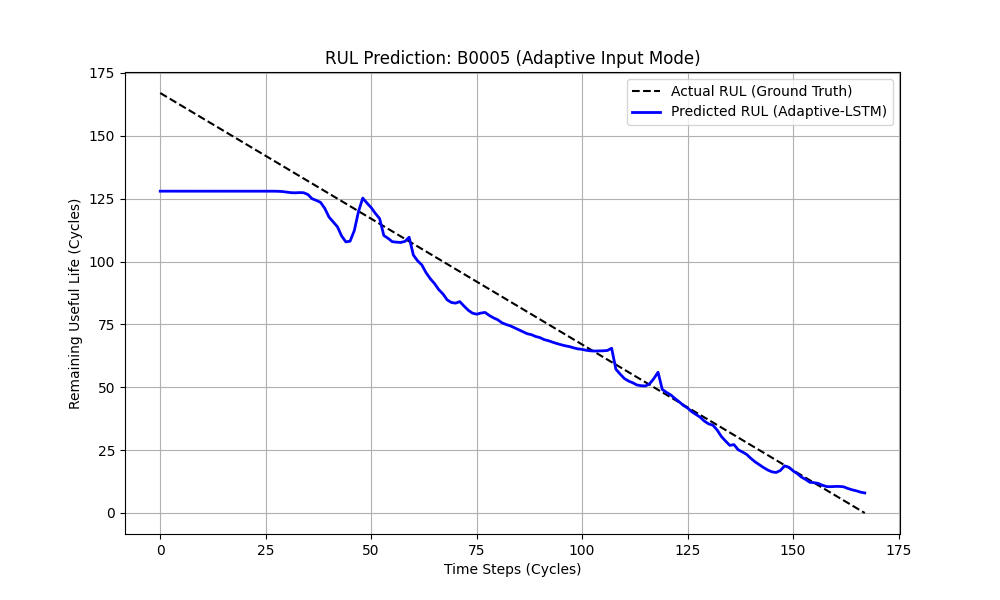 RUL Prediction: B0005 (Adaptive Input Mode)
Actual RUL (Ground Truth)
Predicted RUL (Adaptive-LSTM)
Remaining Useful Life (Cycles)
175
150
125
100
75
50
25
0
0 25 50 75 100 125 150 175
Time Steps (Cycles)